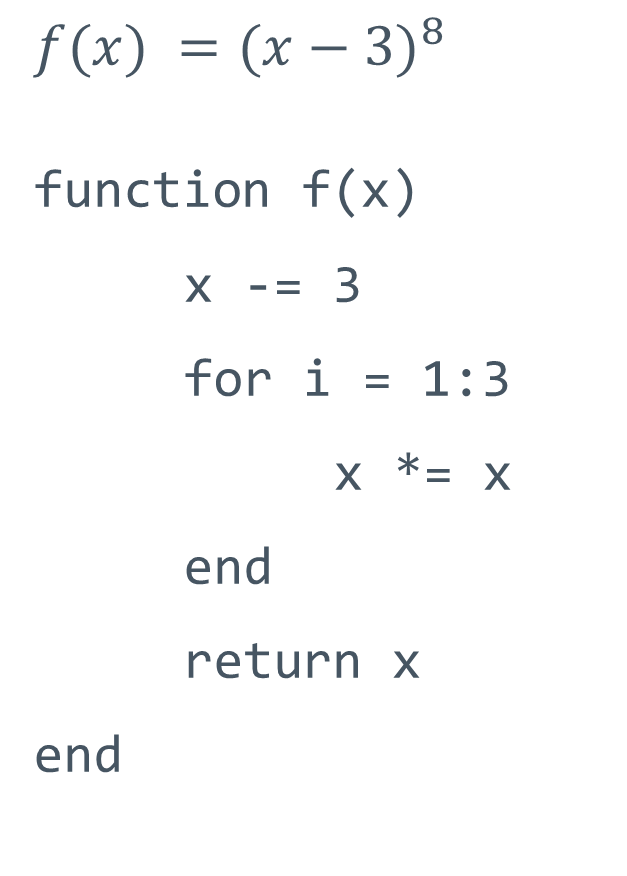 f(x) = (x − 3)⁸
function f(x)
x -= 3
for i = 1:3
x *= x
end
return x
end